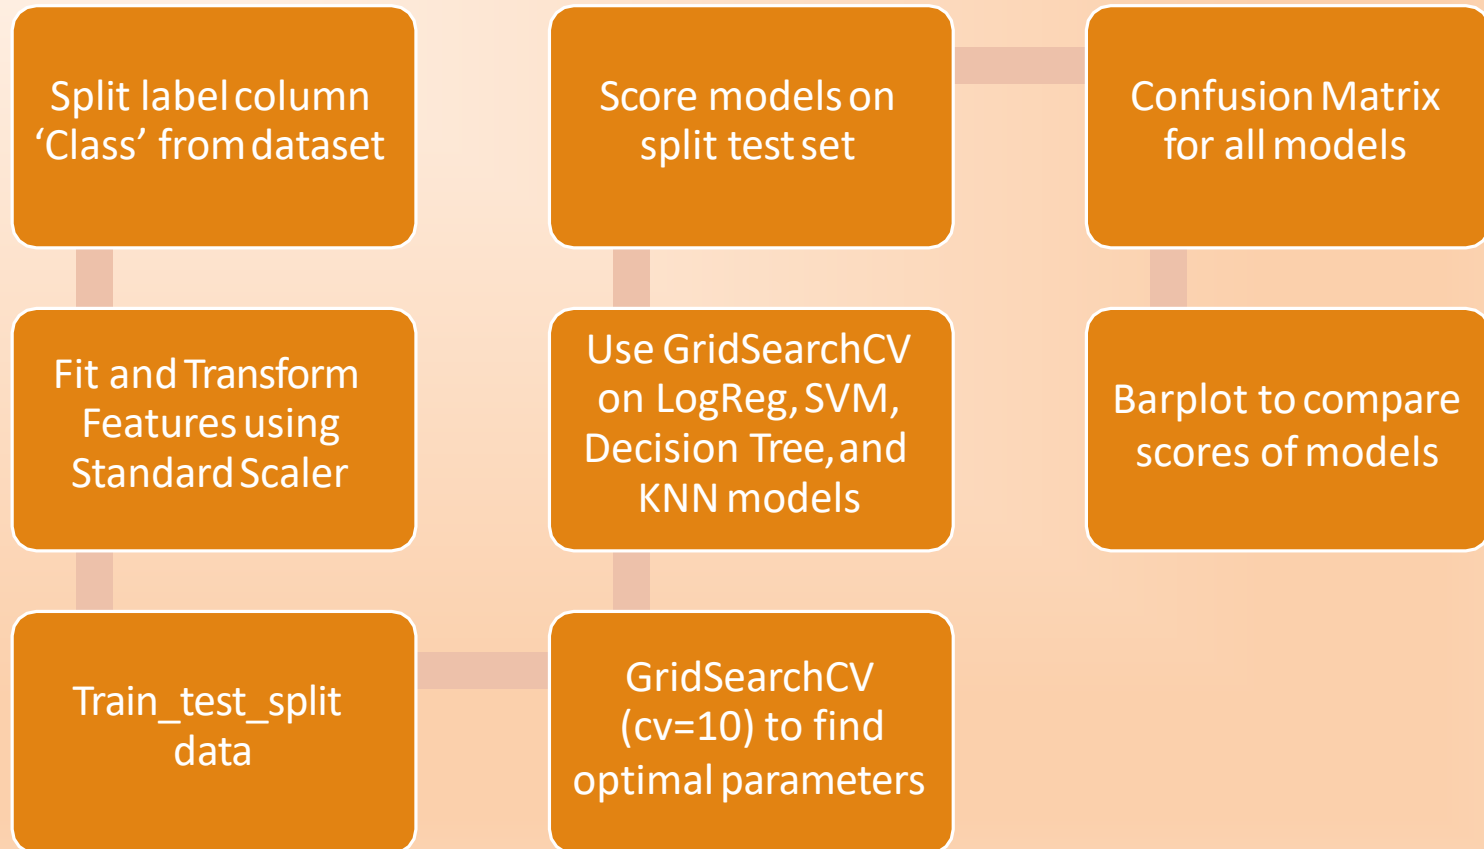 Split label column
‘Class’ from dataset
Fit and Transform
Features using
Standard Scaler
Train_test_split
data
GridSearchCV
(cv=10) to find
optimal parameters
Use GridSearchCV
on LogReg, SVM,
Decision Tree, and
KNN models
Score models on
split test set
Confusion Matrix
for all models
Barplot to compare
scores of models